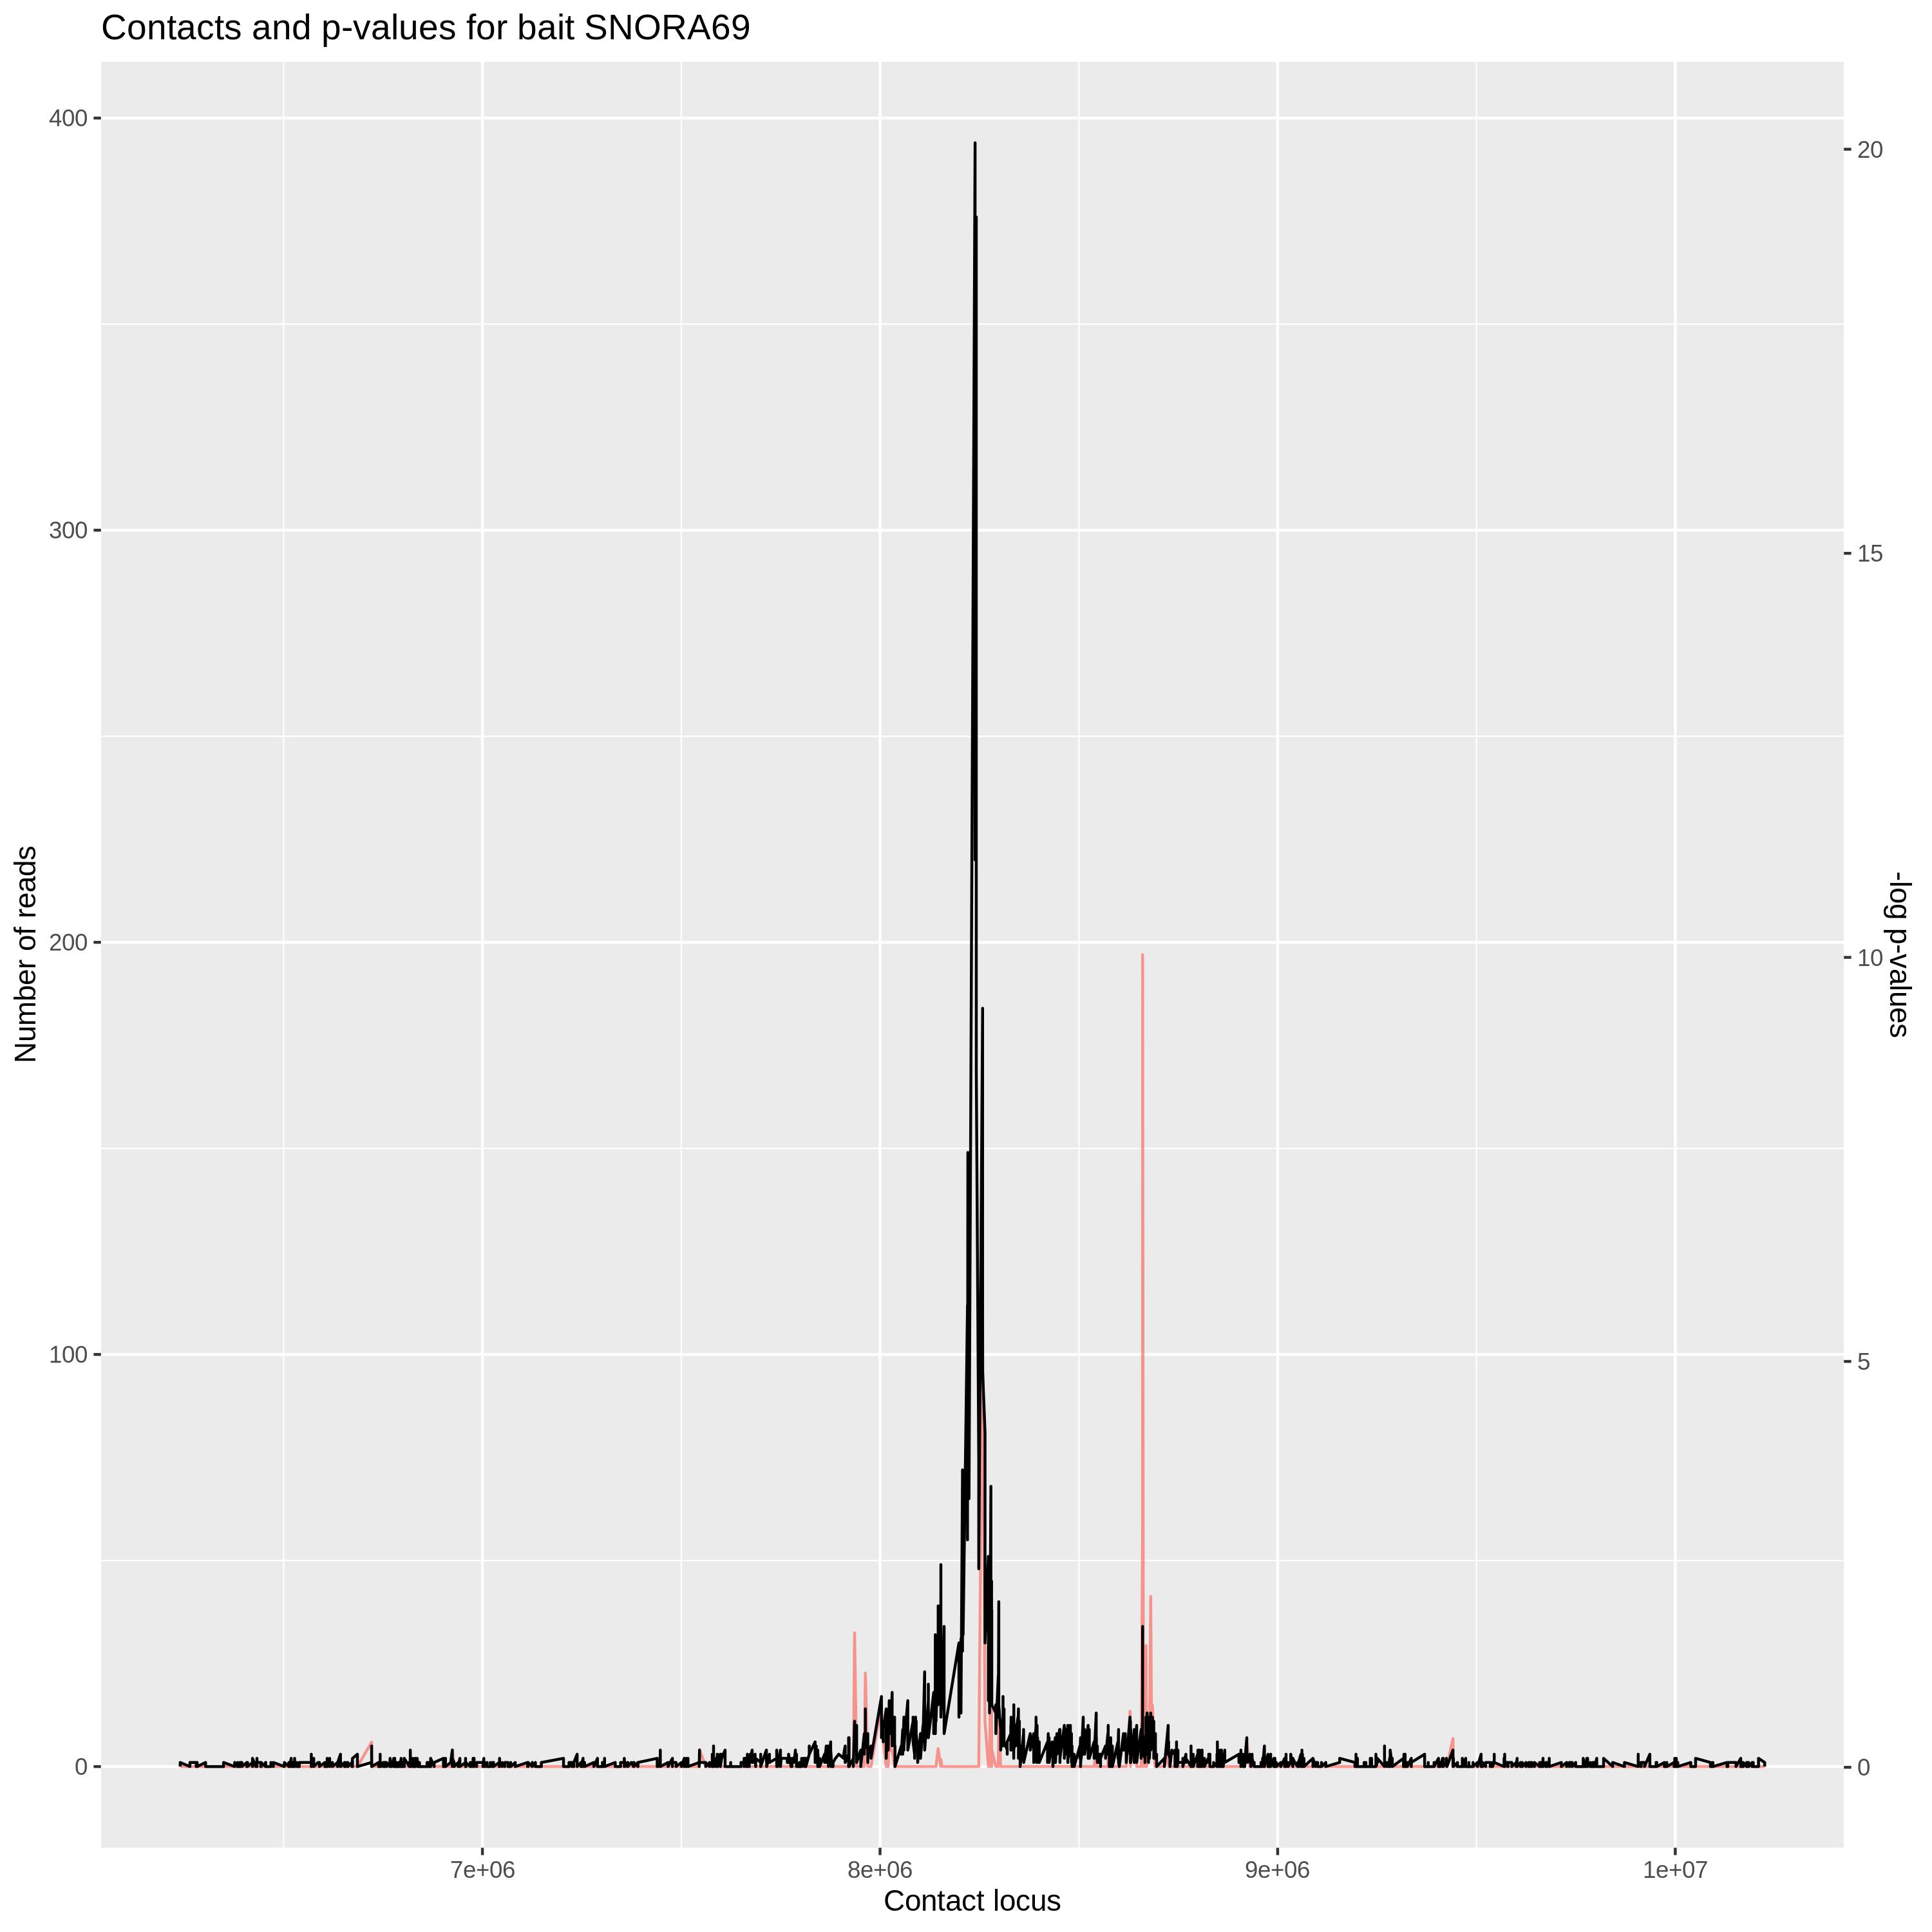 Contacts and p-values for bait SNORA69
400
300
200
100
0
Number of reads
20
15
10
5
0
-log p-values
7e+06
8e+06
9e+06
1e+07
Contact locus